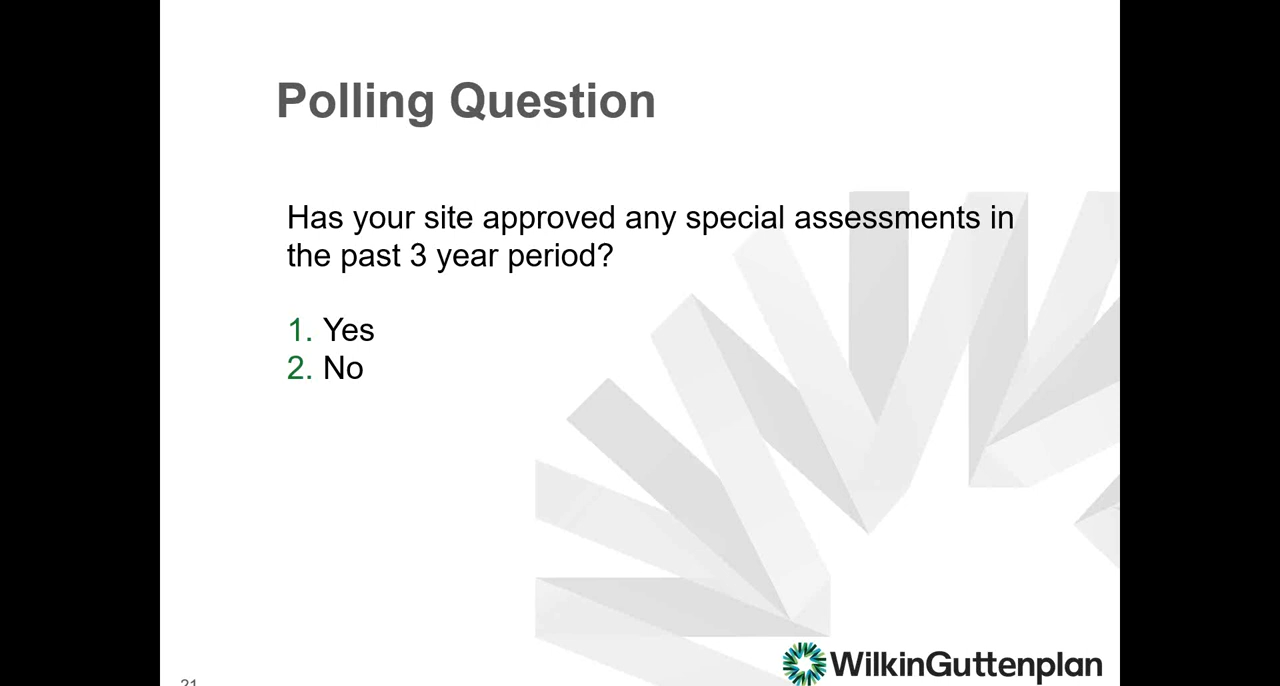 Polling Question
Has your site approved any special assessments in
the past 3 year period?
1. Yes
2. No
WilkinGuttenplan
21